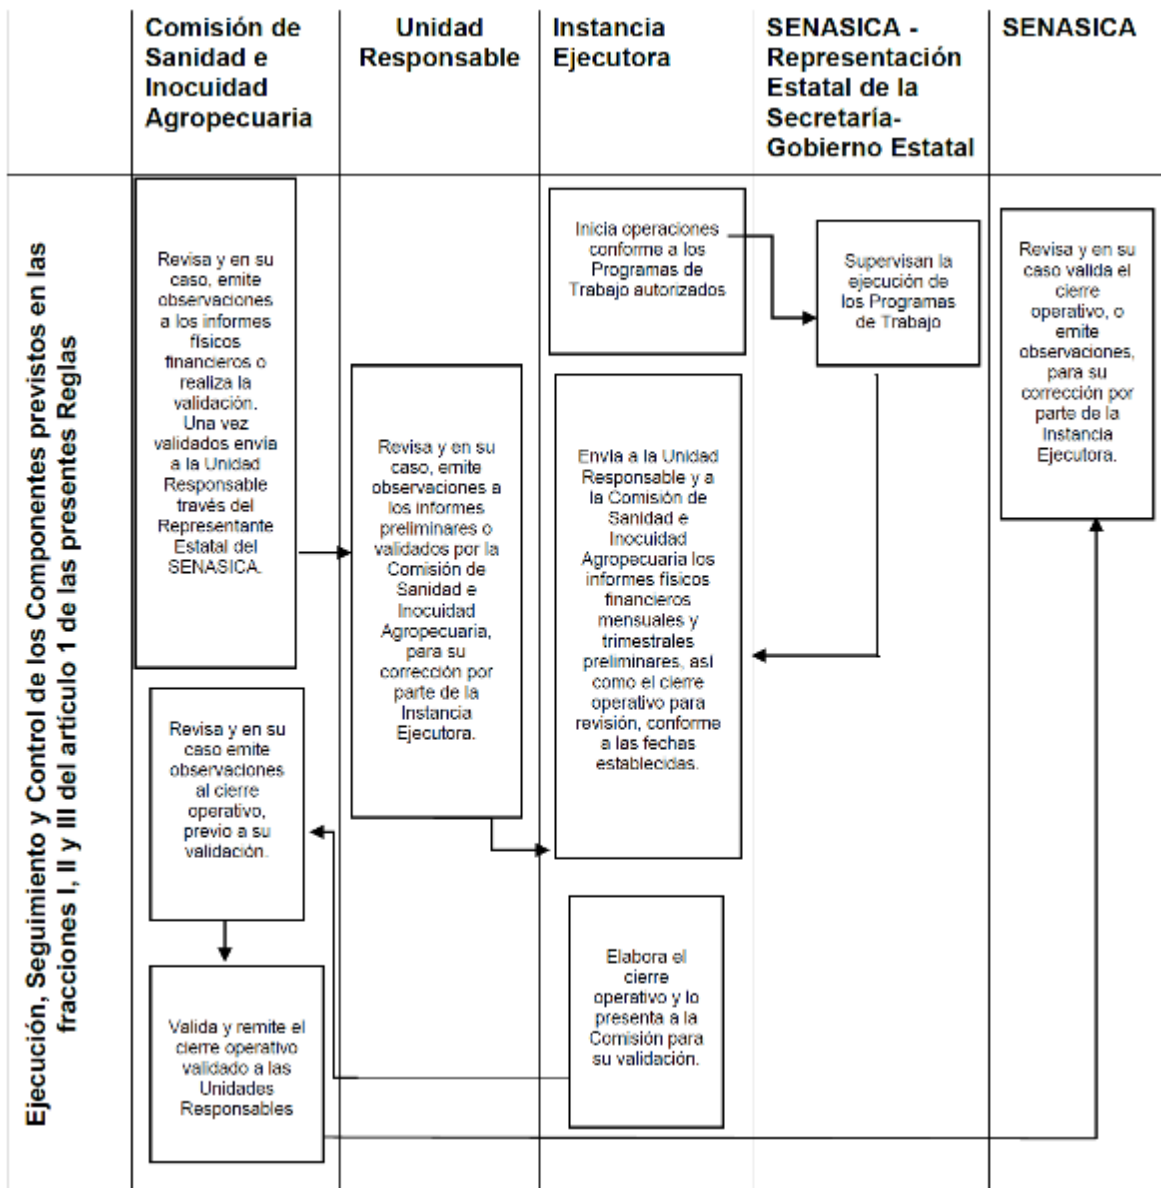 Comisión de
Sanidad e
Inocuidad
Agropecuaria
Unidad
Responsable
Instancia
Ejecutora
SENASICA -
Representación
Estatal de la
Secretaría-
Gobierno Estatal
SENASICA
Ejecución, Seguimiento y Control de los Componentes previstos en las
fracciones I, II y III del artículo 1 de las presentes Reglas
Revisa y en su
caso, emite
observaciones
a los informes
físicos
financieros o
realiza la
validación.
Una vez
validados envía
a la Unidad
Responsable
través del
Representante
Estatal del
SENASICA.
Revisa y en su
caso emite
observaciones
al cierre
operativo,
previo a su
validación.
Valida y remite el
cierre operativo
validado a las
Unidades
Responsables
Revisa y en su
caso, emite
observaciones a
los informes
preliminares o
validados por la
Comisión de
Sanidad e
Inocuidad
Agropecuaria,
para su
corrección por
parte de la
Instancia
Ejecutora.
Inicia operaciones
conforme a los
Programas de
Trabajo autorizados
Envía a la Unidad
Responsable y a
la Comisión de
Sanidad e
Inocuidad
Agropecuaria los
informes físicos
financieros
mensuales y
trimestrales
preliminares, así
como el cierre
operativo para
revisión, conforme
a las fechas
establecidas.
Elabora el
cierre
operativo y lo
presenta a la
Comisión para
su validación.
Supervisan la
ejecución de
los Programas
de Trabajo
Revisa y en su
caso valida el
cierre
operativo, o
emite
observaciones,
para su
corrección por
parte de la
Instancia
Ejecutora.